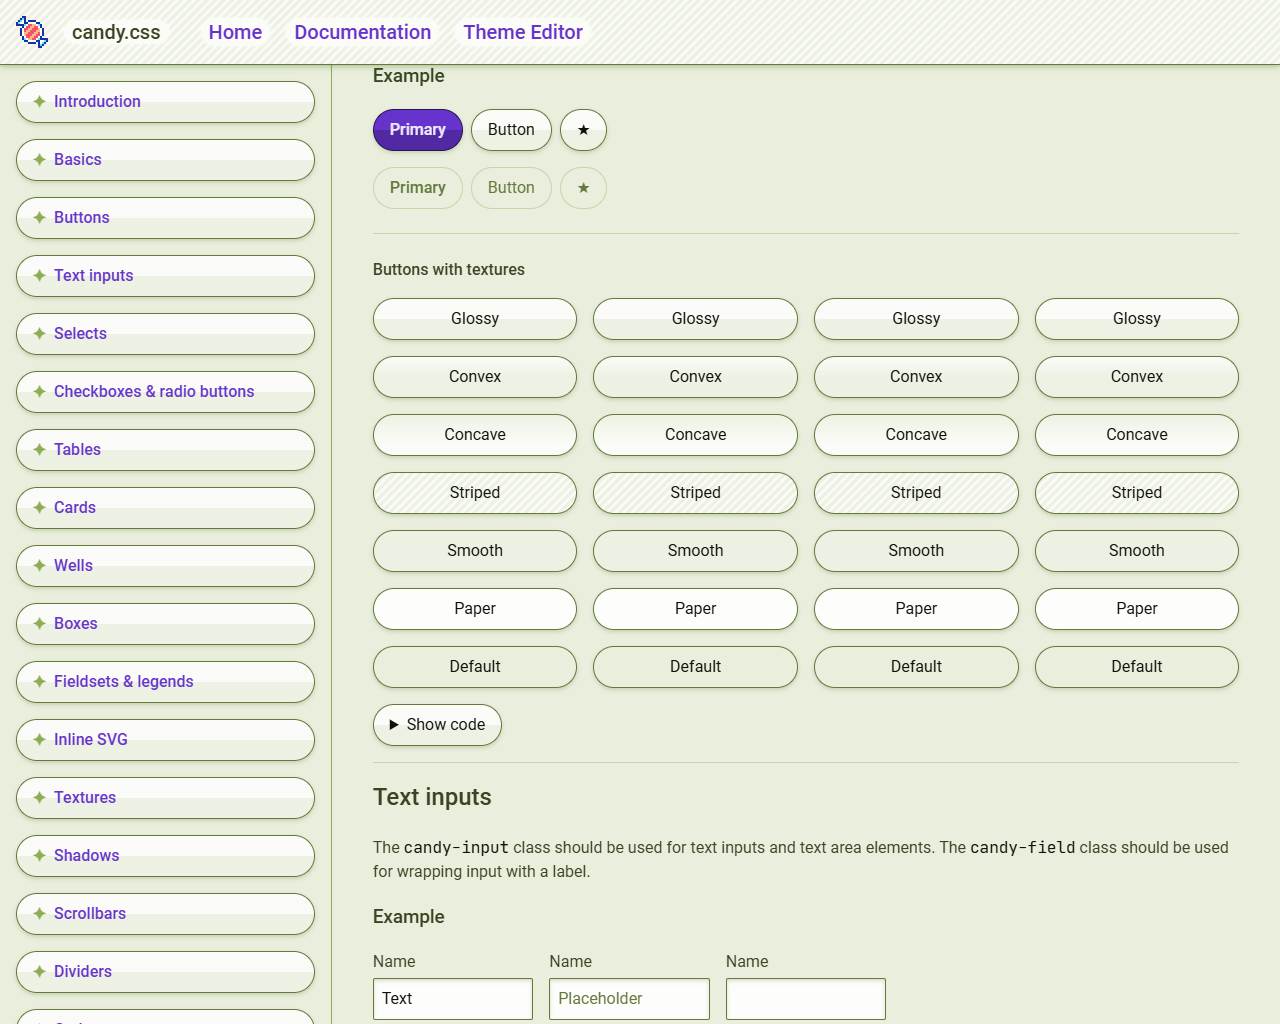 candy.css Home Documentation Theme Editor
Introduction
Basics
Buttons
Text inputs
Selects
Checkboxes & radio buttons
Tables
Cards
Wells
Boxes
Fieldsets & legends
Inline SVG
Textures
Shadows
Scrollbars
Dividers
Example
Primary Button ★
Primary Button ★
Buttons with textures
Glossy Glossy Glossy Glossy
Convex Convex Convex Convex
Concave Concave Concave Concave
Striped Striped Striped Striped
Smooth Smooth Smooth Smooth
Paper Paper Paper Paper
Default Default Default Default
Show code
Text inputs
The candy-input class should be used for text inputs and text area elements. The candy-field class should be used
for wrapping input with a label.
Example
Name Name Name
Text Placeholder